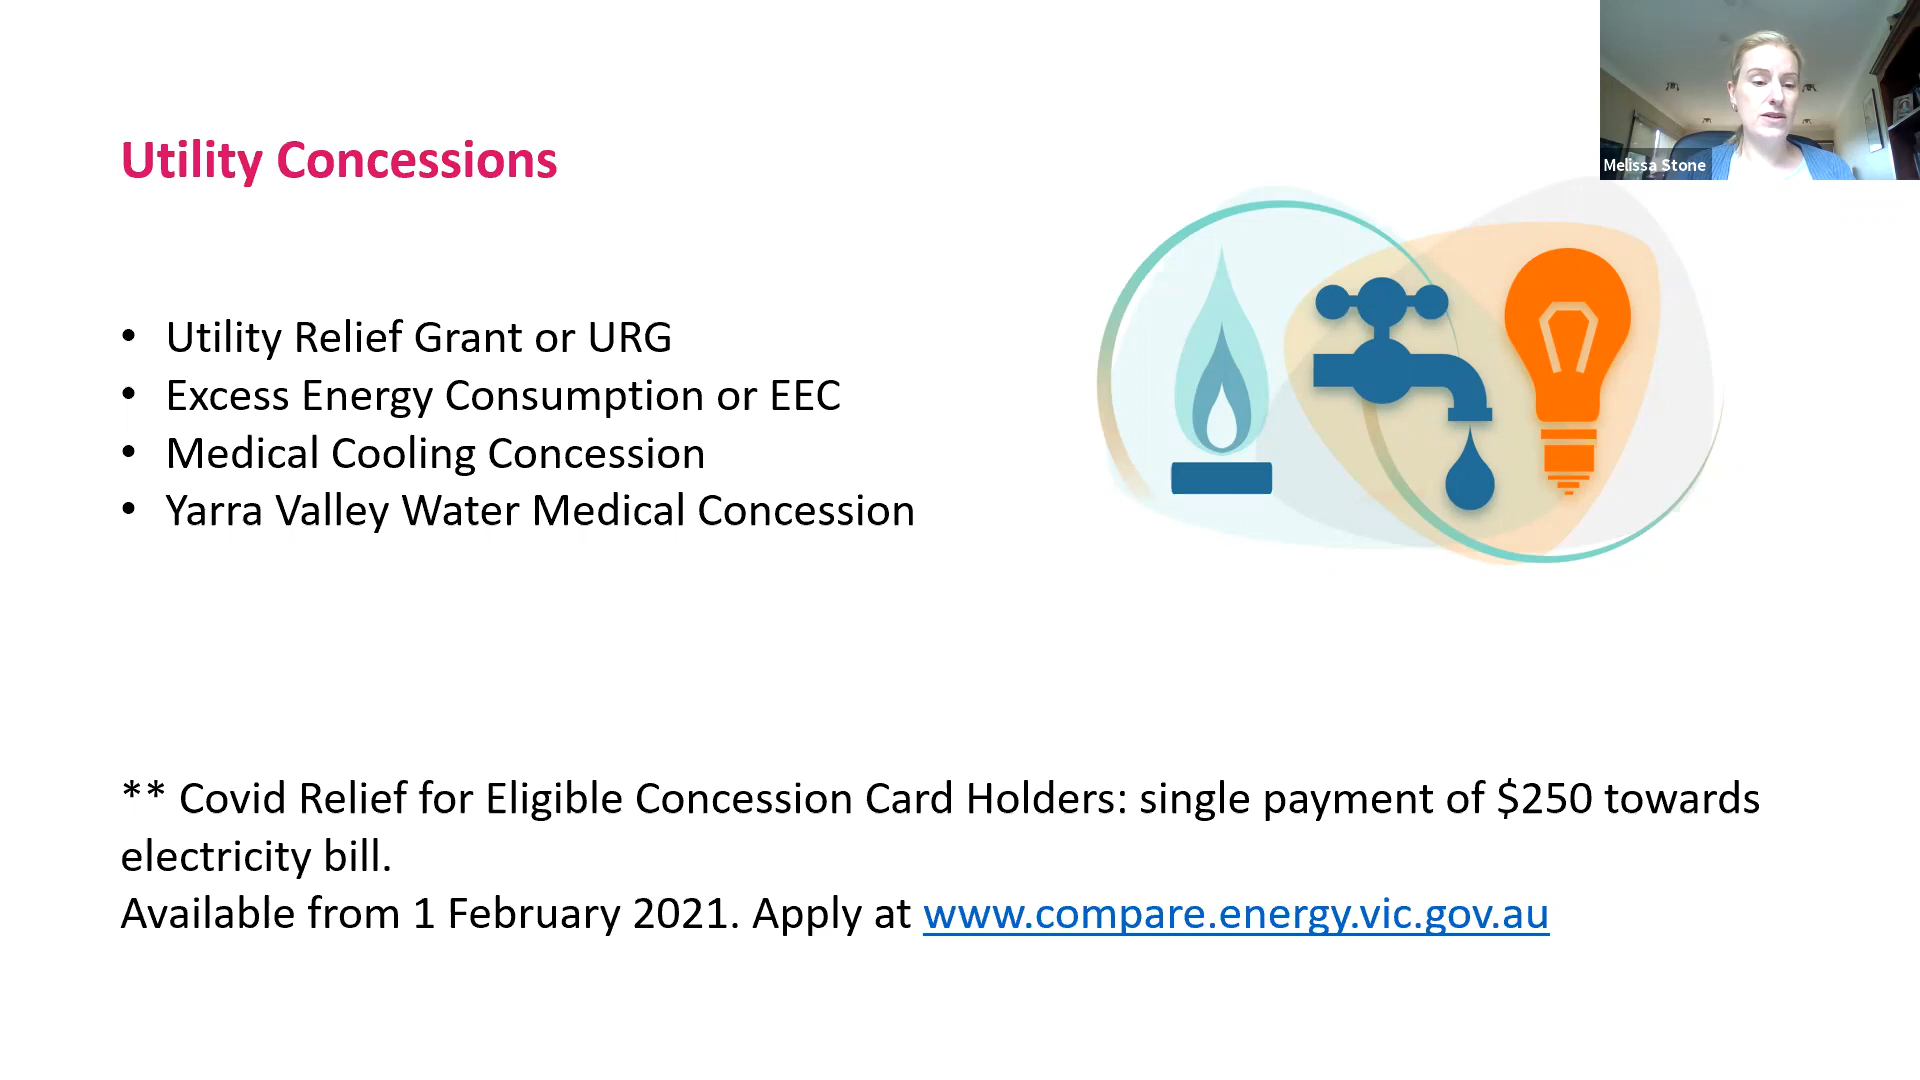 Utility Concessions
Melissa Stone
• Utility Relief Grant or URG
• Excess Energy Consumption or EEC
• Medical Cooling Concession
• Yarra Valley Water Medical Concession
** Covid Relief for Eligible Concession Card Holders: single payment of $250 towards
electricity bill.
Available from 1 February 2021. Apply at www.compare.energy.vic.gov.au